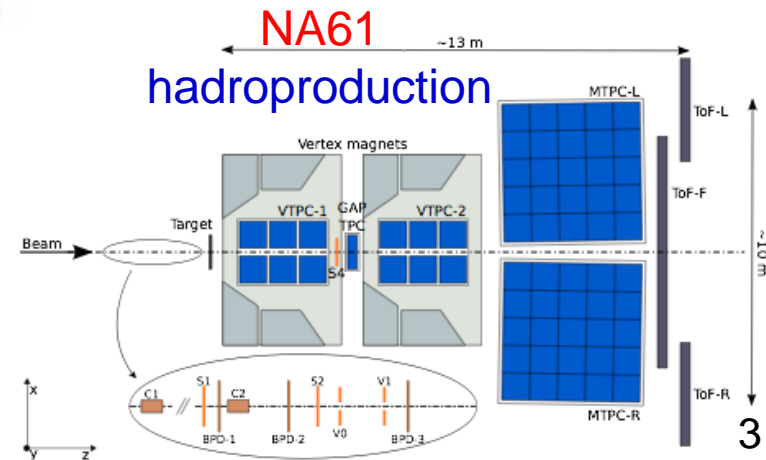 NA61
~13 m
hadroproduction
MTPC-L
ToF-L
Vertex magnets
ToF-F
VTPC-1
GAP
TPC
VTPC-2
Target
Beam
S4
~10 m
x
y
z
C1
S1
C2
S2
V1
BPD-1
BPD-2
V0
BPD-3
MTPC-R
ToF-R
3